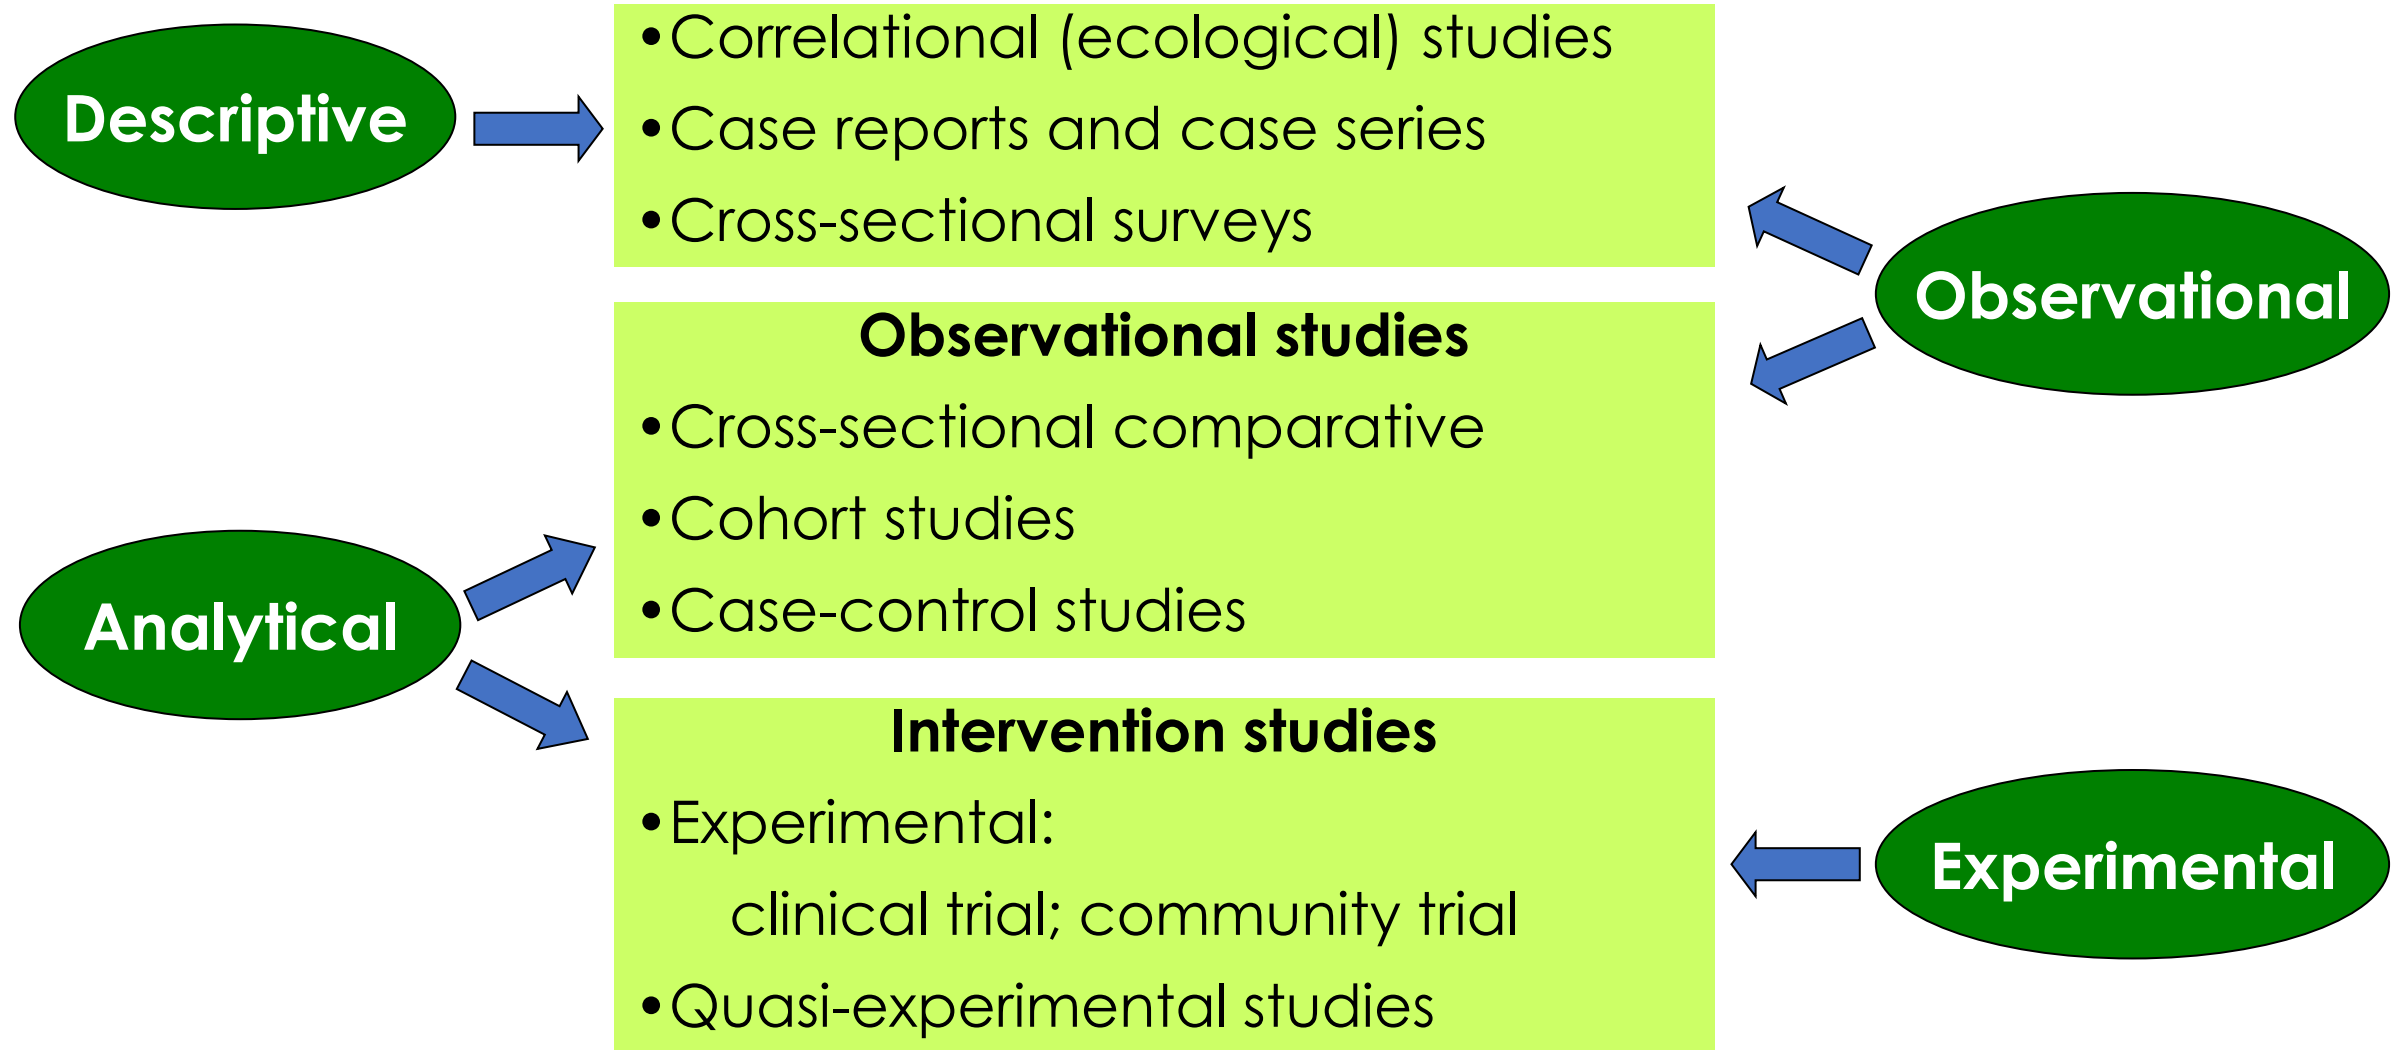 Descriptive
•Correlational (ecological) studies
•Case reports and case series
•Cross-sectional surveys
Observational
Observational studies
•Cross-sectional comparative
•Cohort studies
•Case-control studies
Analytical
Intervention studies
•Experimental:
clinical trial; community trial
•Quasi-experimental studies
Experimental